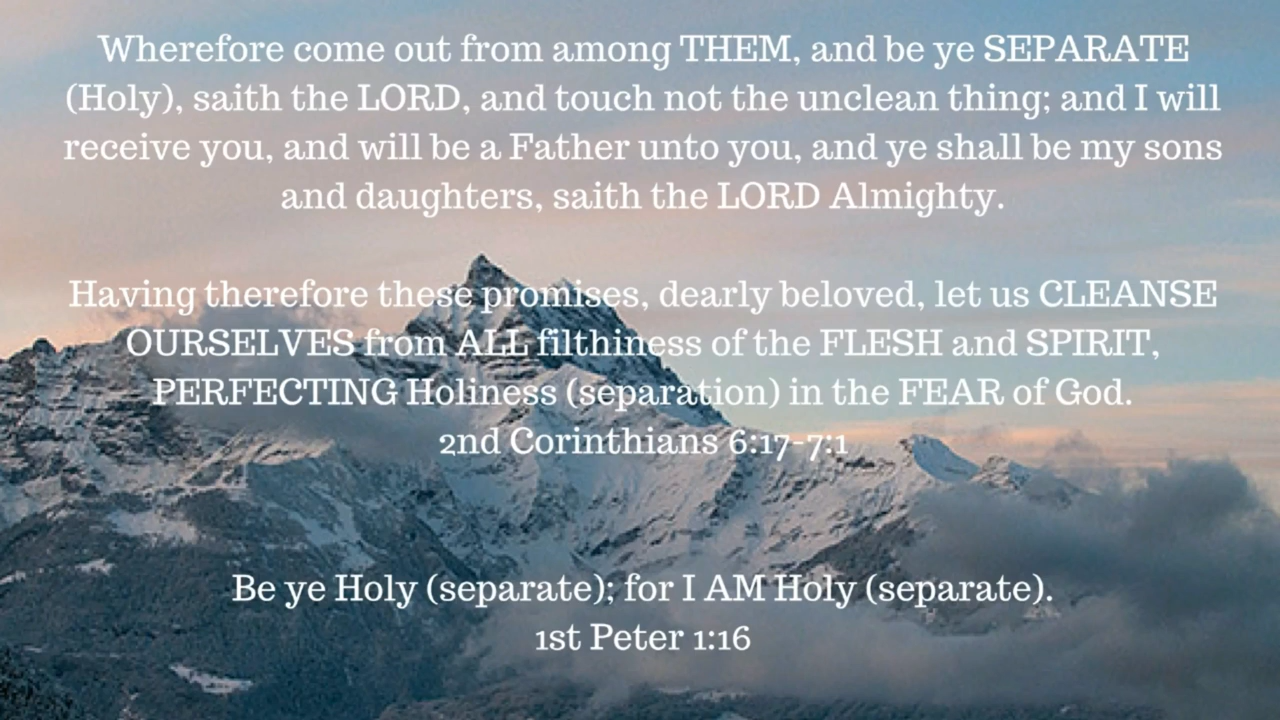 Wherefore come out from among THEM, and be ye SEPARATE
(Holy), saith the LORD, and touch not the unclean thing; and I will
receive you, and will be a Father unto you, and ye shall be my sons
and daughters, saith the LORD Almighty.
Having therefore these promises, dearly beloved, let us CLEANSE
OURSELVES from ALL filthiness of the FLESH and SPIRIT,
PERFECTING Holiness (separation) in the FEAR of God.
2nd Corinthians 6:17-7:1
Be ye Holy (separate); for I AM Holy (separate).
1st Peter 1:16